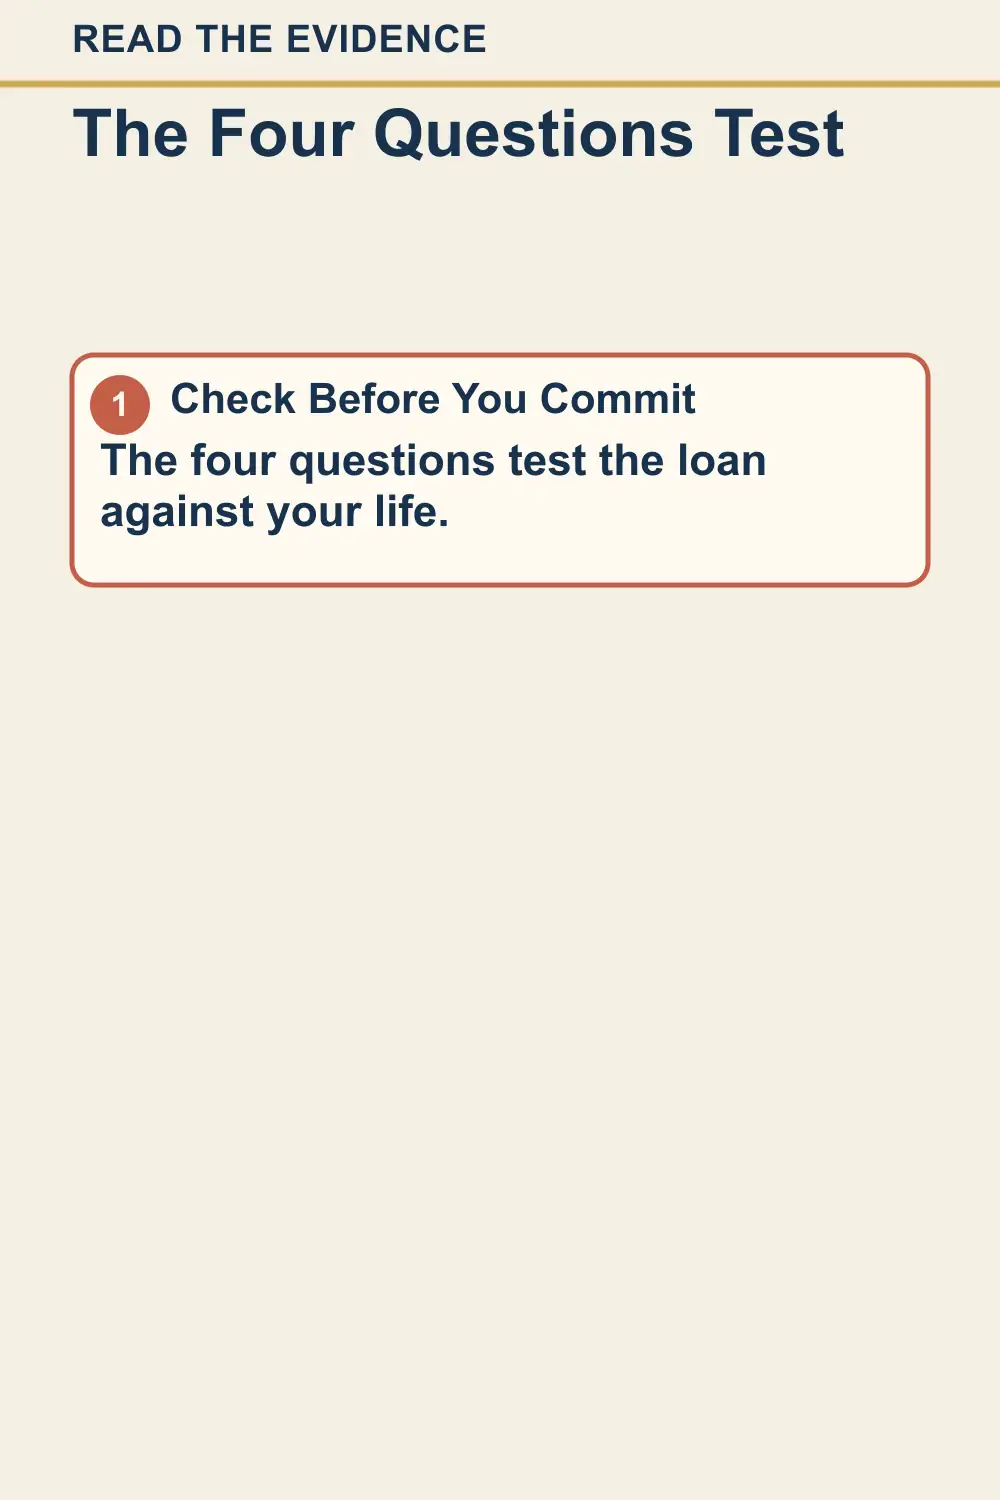 READ THE EVIDENCE
The Four Questions Test
1 Check Before You Commit
The four questions test the loan
against your life.